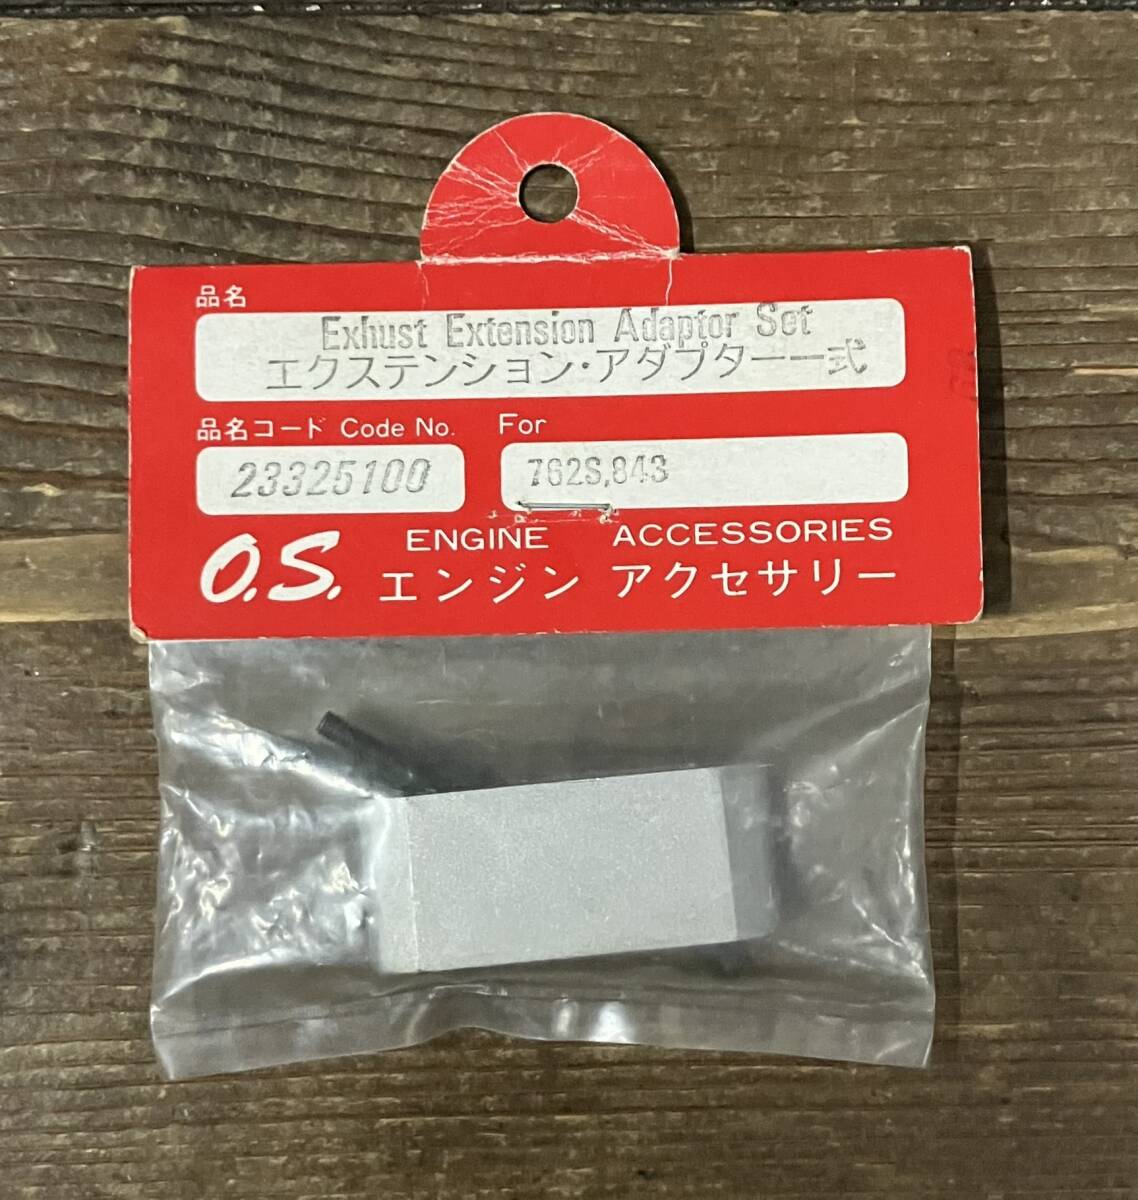 品名
Exhust Extension Adaptor Set
エクステンション・アダプター一式
品名コード Code No. For
23325100 762S,843
O.S. ENGINE ACCESSORIES
エンジン アクセサリー